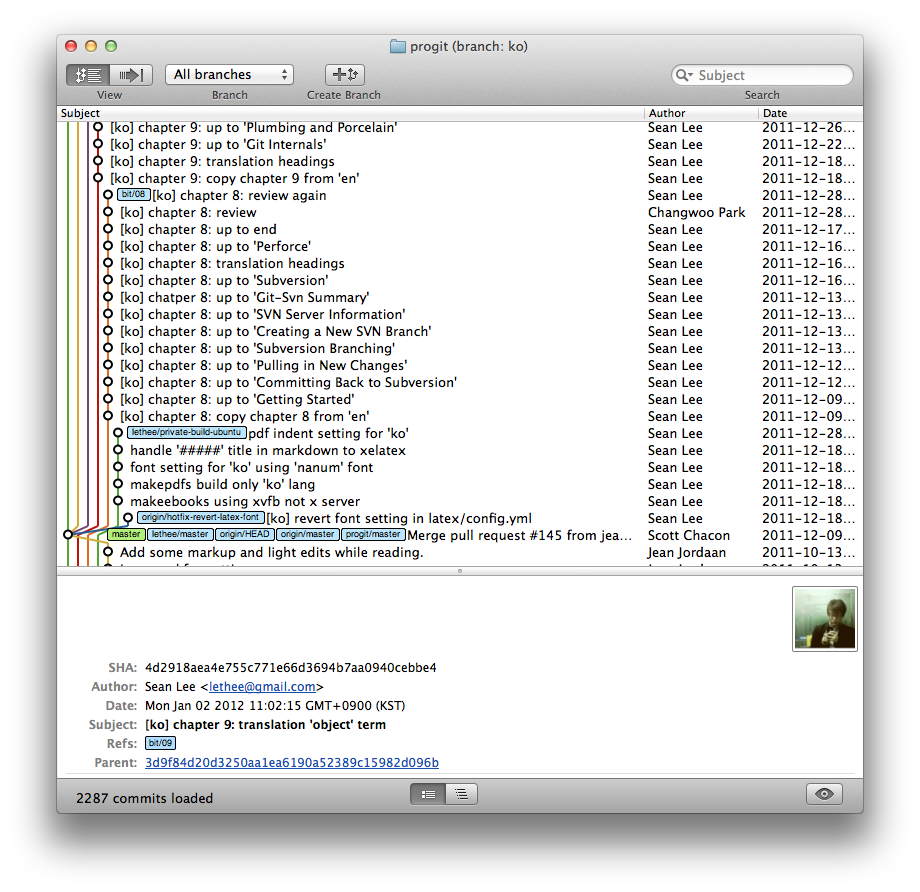 progit (branch: ko)
All branches
Subject
View
Branch
Create Branch
Search
Subject Author Date
[ko] chapter 9: up to 'Plumbing and Porcelain' Sean Lee 2011-12-26...
[ko] chapter 9: up to 'Git Internals' Sean Lee 2011-12-22...
[ko] chapter 9: translation headings Sean Lee 2011-12-18...
[ko] chapter 9: copy chapter 9 from 'en' Sean Lee 2011-12-18...
bit/08 [ko] chapter 8: review again Sean Lee 2011-12-28...
[ko] chapter 8: review Changwoo Park 2011-12-28...
[ko] chapter 8: up to end Sean Lee 2011-12-17...
[ko] chapter 8: up to 'Perforce' Sean Lee 2011-12-16...
[ko] chapter 8: translation headings Sean Lee 2011-12-16...
[ko] chapter 8: up to 'Subversion' Sean Lee 2011-12-16...
[ko] chatper 8: up to 'Git-Svn Summary' Sean Lee 2011-12-13...
[ko] chapter 8: up to 'SVN Server Information' Sean Lee 2011-12-13...
[ko] chapter 8: up to 'Creating a New SVN Branch' Sean Lee 2011-12-13...
[ko] chapter 8: up to 'Subversion Branching' Sean Lee 2011-12-13...
[ko] chapter 8: up to 'Pulling in New Changes' Sean Lee 2011-12-12...
[ko] chapter 8: up to 'Committing Back to Subversion' Sean Lee 2011-12-12...
[ko] chapter 8: up to 'Getting Started' Sean Lee 2011-12-09...
[ko] chapter 8: copy chapter 8 from 'en' Sean Lee 2011-12-09...
lethee/private-build-ubuntu pdf indent setting for 'ko' Sean Lee 2011-12-28...
handle '#####' title in markdown to xelatex Sean Lee 2011-12-18...
font setting for 'ko' using 'nanum' font Sean Lee 2011-12-18...
makepdfs build only 'ko' lang Sean Lee 2011-12-18...
makeebooks using xvfb not x server Sean Lee 2011-12-18...
origin/hotfix-revert-latex-font [ko] revert font setting in latex/config.yml Sean Lee 2011-12-18...
master lethee/master origin/HEAD origin/master progit/master Merge pull request #145 from jea... Scott Chacon 2011-12-09...
Add some markup and light edits while reading. Jean Jordaan 2011-10-13...
SHA: 4d2918aea4e755c771e66d3694b7aa0940cebbe4
Author: Sean Lee <lethee@gmail.com>
Date: Mon Jan 02 2012 11:02:15 GMT+0900 (KST)
Subject: [ko] chapter 9: translation 'object' term
Refs: bit/09
Parent: 3d9f84d20d3250aa1ea6190a52389c15982d096b
2287 commits loaded